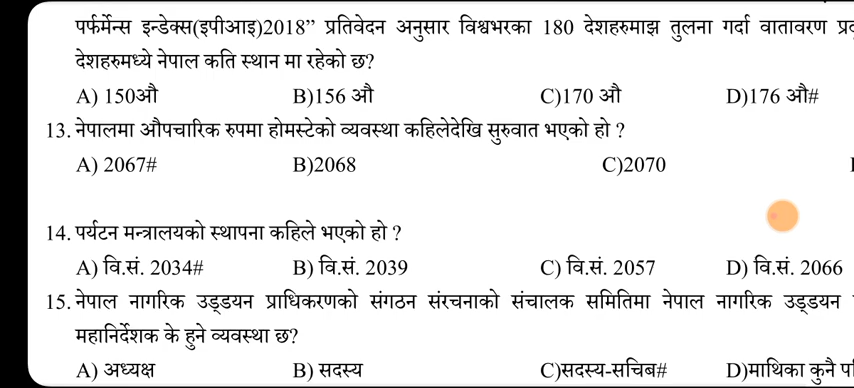 पर्फर्मेन्स इन्डेक्स(इपीआइ)2018” प्रतिवेदन अनुसार विश्वभरका 180 देशहरुमाझ तुलना गर्दा वातावरण
देशहरुमध्ये नेपाल कति स्थान मा रहेको छ?
A) 150औ B)156 औ C)170 औ D)176 औ#
13. नेपालमा औपचारिक रुपमा होमस्टेको व्यवस्था कहिलेदेखि सुरुवात भएको हो ?
A) 2067# B)2068 C)2070
14. पर्यटन मन्त्रालयको स्थापना कहिले भएको हो ?
A) वि.सं. 2034# B) वि.सं. 2039 C) वि.सं. 2057 D) वि.सं. 2066
15. नेपाल नागरिक उड्डयन प्राधिकरणको संगठन संरचनाको संचालक समितिमा नेपाल नागरिक उड्डयन
महानिर्देशक के हुने व्यवस्था छ?
A) अध्यक्ष B) सदस्य C)सदस्य-सचिब# D)माथिका कुनै